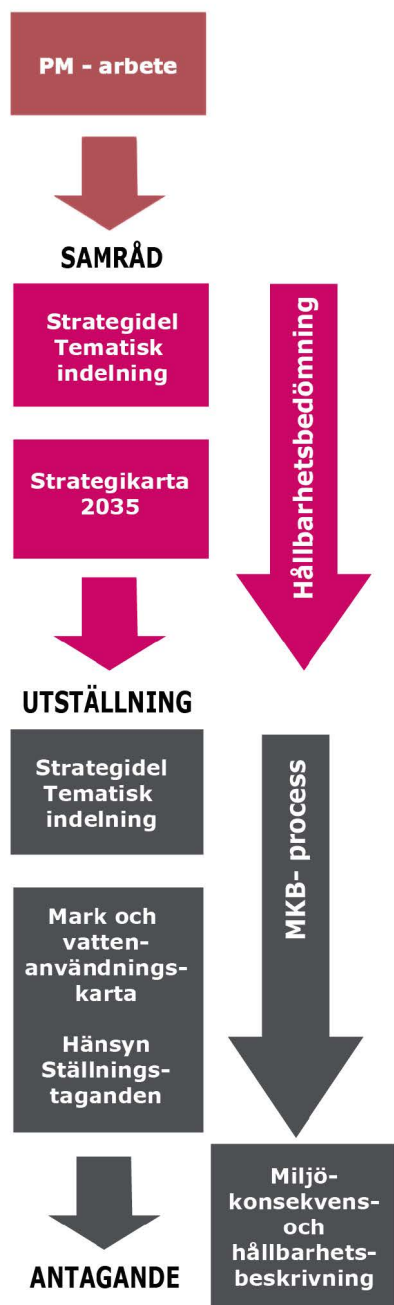 PM - arbete
SAMRÅD
Strategidel
Tematisk
indelning
Strategikarta
2035
Hållbarhetsbedömning
UTSTÄLLNING
Strategidel
Tematisk
indelning
Mark och
vatten-
användnings-
karta
Hänsyn
Ställnings-
taganden
MKB- process
ANTAGANDE
Miljö-
konsekvens-
och
hållbarhets-
beskrivning